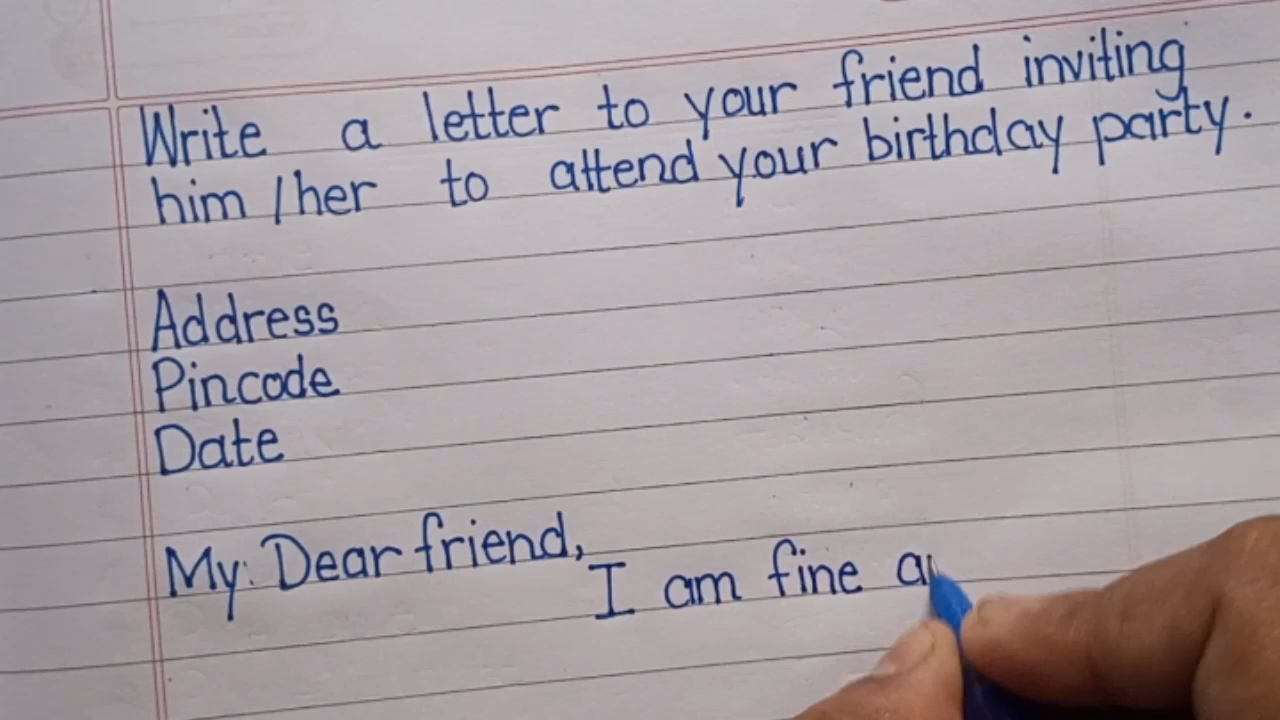 Write a letter to your friend inviting
him/her to attend your birthday party.
Address
Pincode
Date
My Dear friend,
I am fine